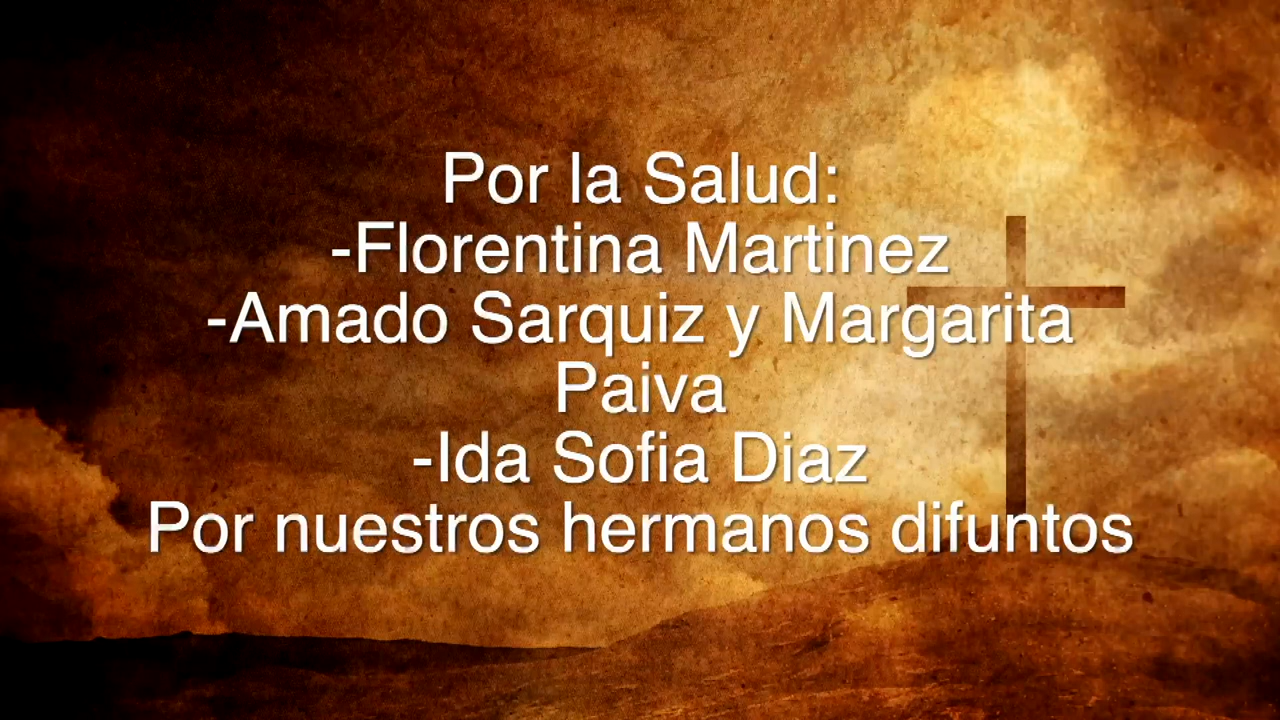 Por la Salud:
-Florentina Martinez
-Amado Sarquiz y Margarita
Paiva
-Ida Sofia Diaz
Por nuestros hermanos difuntos